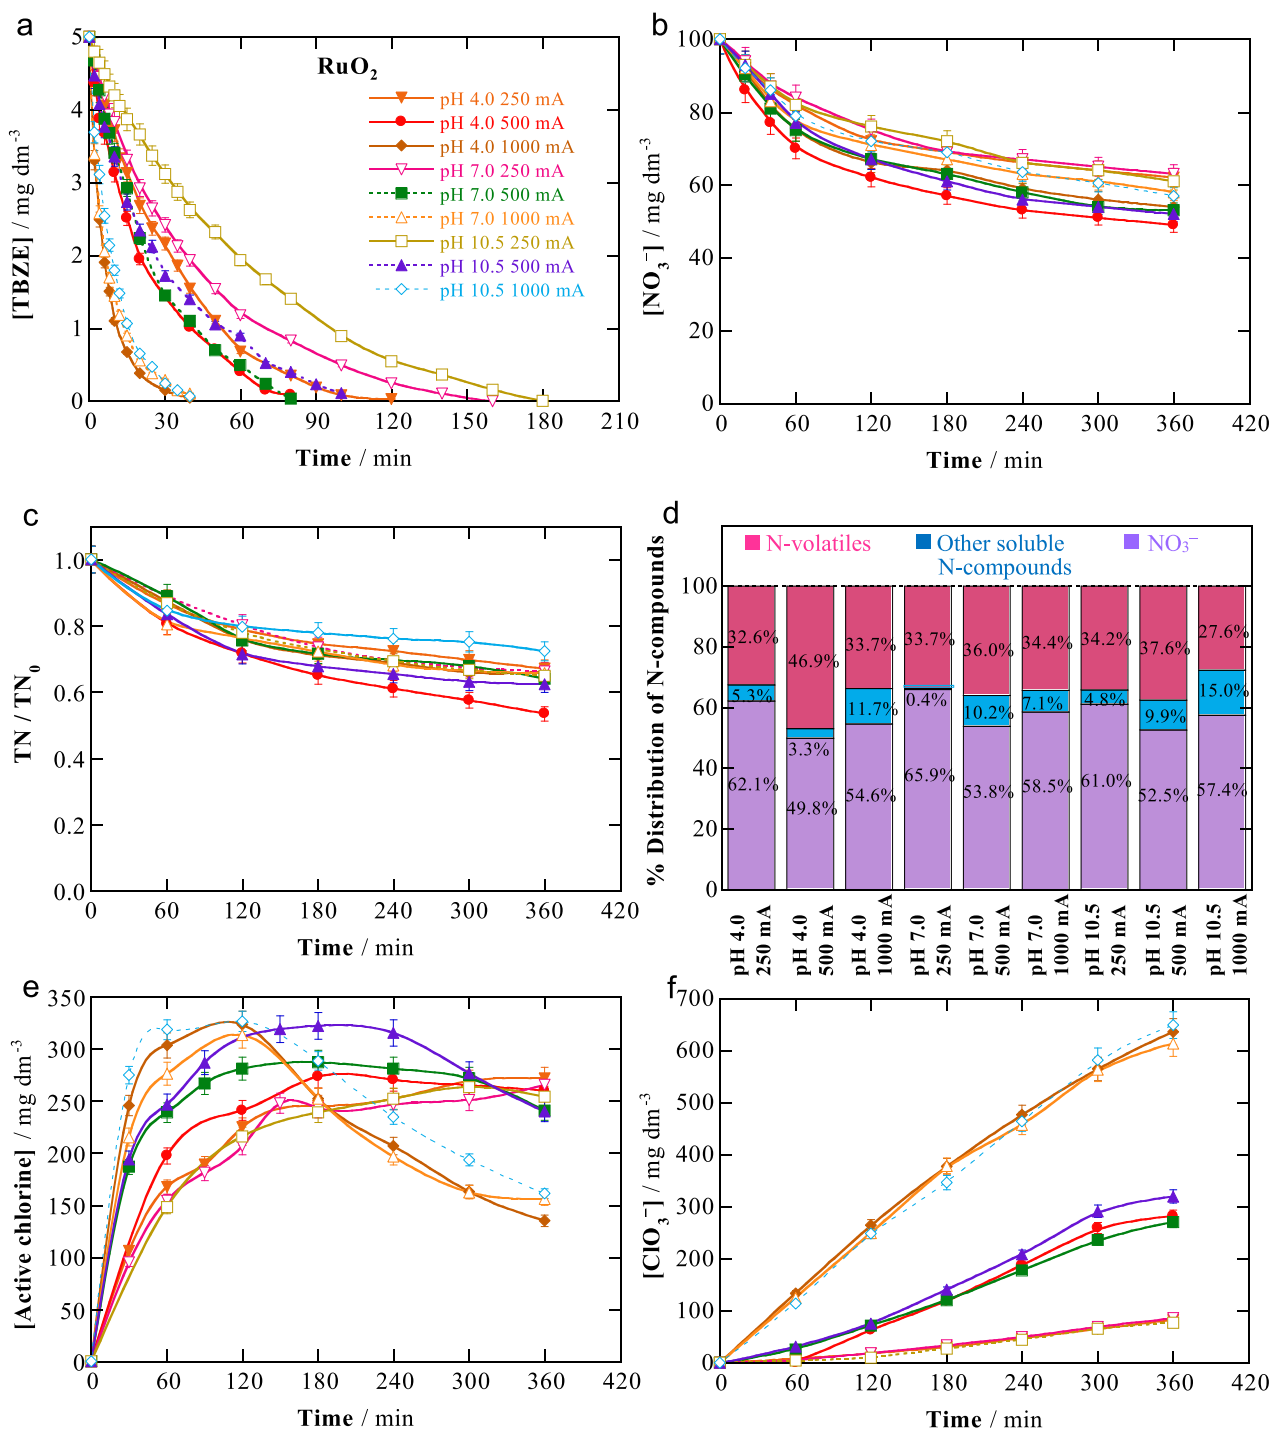 a
RuO2
pH 4.0 250 mA
pH 4.0 500 mA
pH 4.0 1000 mA
pH 7.0 250 mA
pH 7.0 500 mA
pH 7.0 1000 mA
pH 10.5 250 mA
pH 10.5 500 mA
pH 10.5 1000 mA
[TBZE] / mg dm-3
5
4
3
2
1
0
0 30 60 90 120 150 180 210
Time / min
b
[NO3−] / mg dm-3
100
80
60
40
20
0
0 60 120 180 240 300 360 420
Time / min
c
TN / TN0
1.0
0.8
0.6
0.4
0.2
0.0
0 60 120 180 240 300 360 420
Time / min
d
N-volatiles
Other soluble
N-compounds
NO3−
% Distribution of N-compounds
100
80
60
40
20
0
32.6% 46.9% 33.7% 33.7% 36.0% 34.4% 34.2% 37.6% 27.6%
5.3% 3.3% 11.7% 0.4% 10.2% 7.1% 4.8% 9.9% 15.0%
62.1% 49.8% 54.6% 65.9% 53.8% 58.5% 61.0% 52.5% 57.4%
pH 4.0
250 mA
pH 4.0
500 mA
pH 4.0
1000 mA
pH 7.0
250 mA
pH 7.0
500 mA
pH 7.0
1000 mA
pH 10.5
250 mA
pH 10.5
500 mA
pH 10.5
1000 mA
e
[Active chlorine] / mg dm-3
350
300
250
200
150
100
50
0
0 60 120 180 240 300 360 420
Time / min
f
[ClO3−] / mg dm-3
700
600
500
400
300
200
100
0
0 60 120 180 240 300 360 420
Time / min